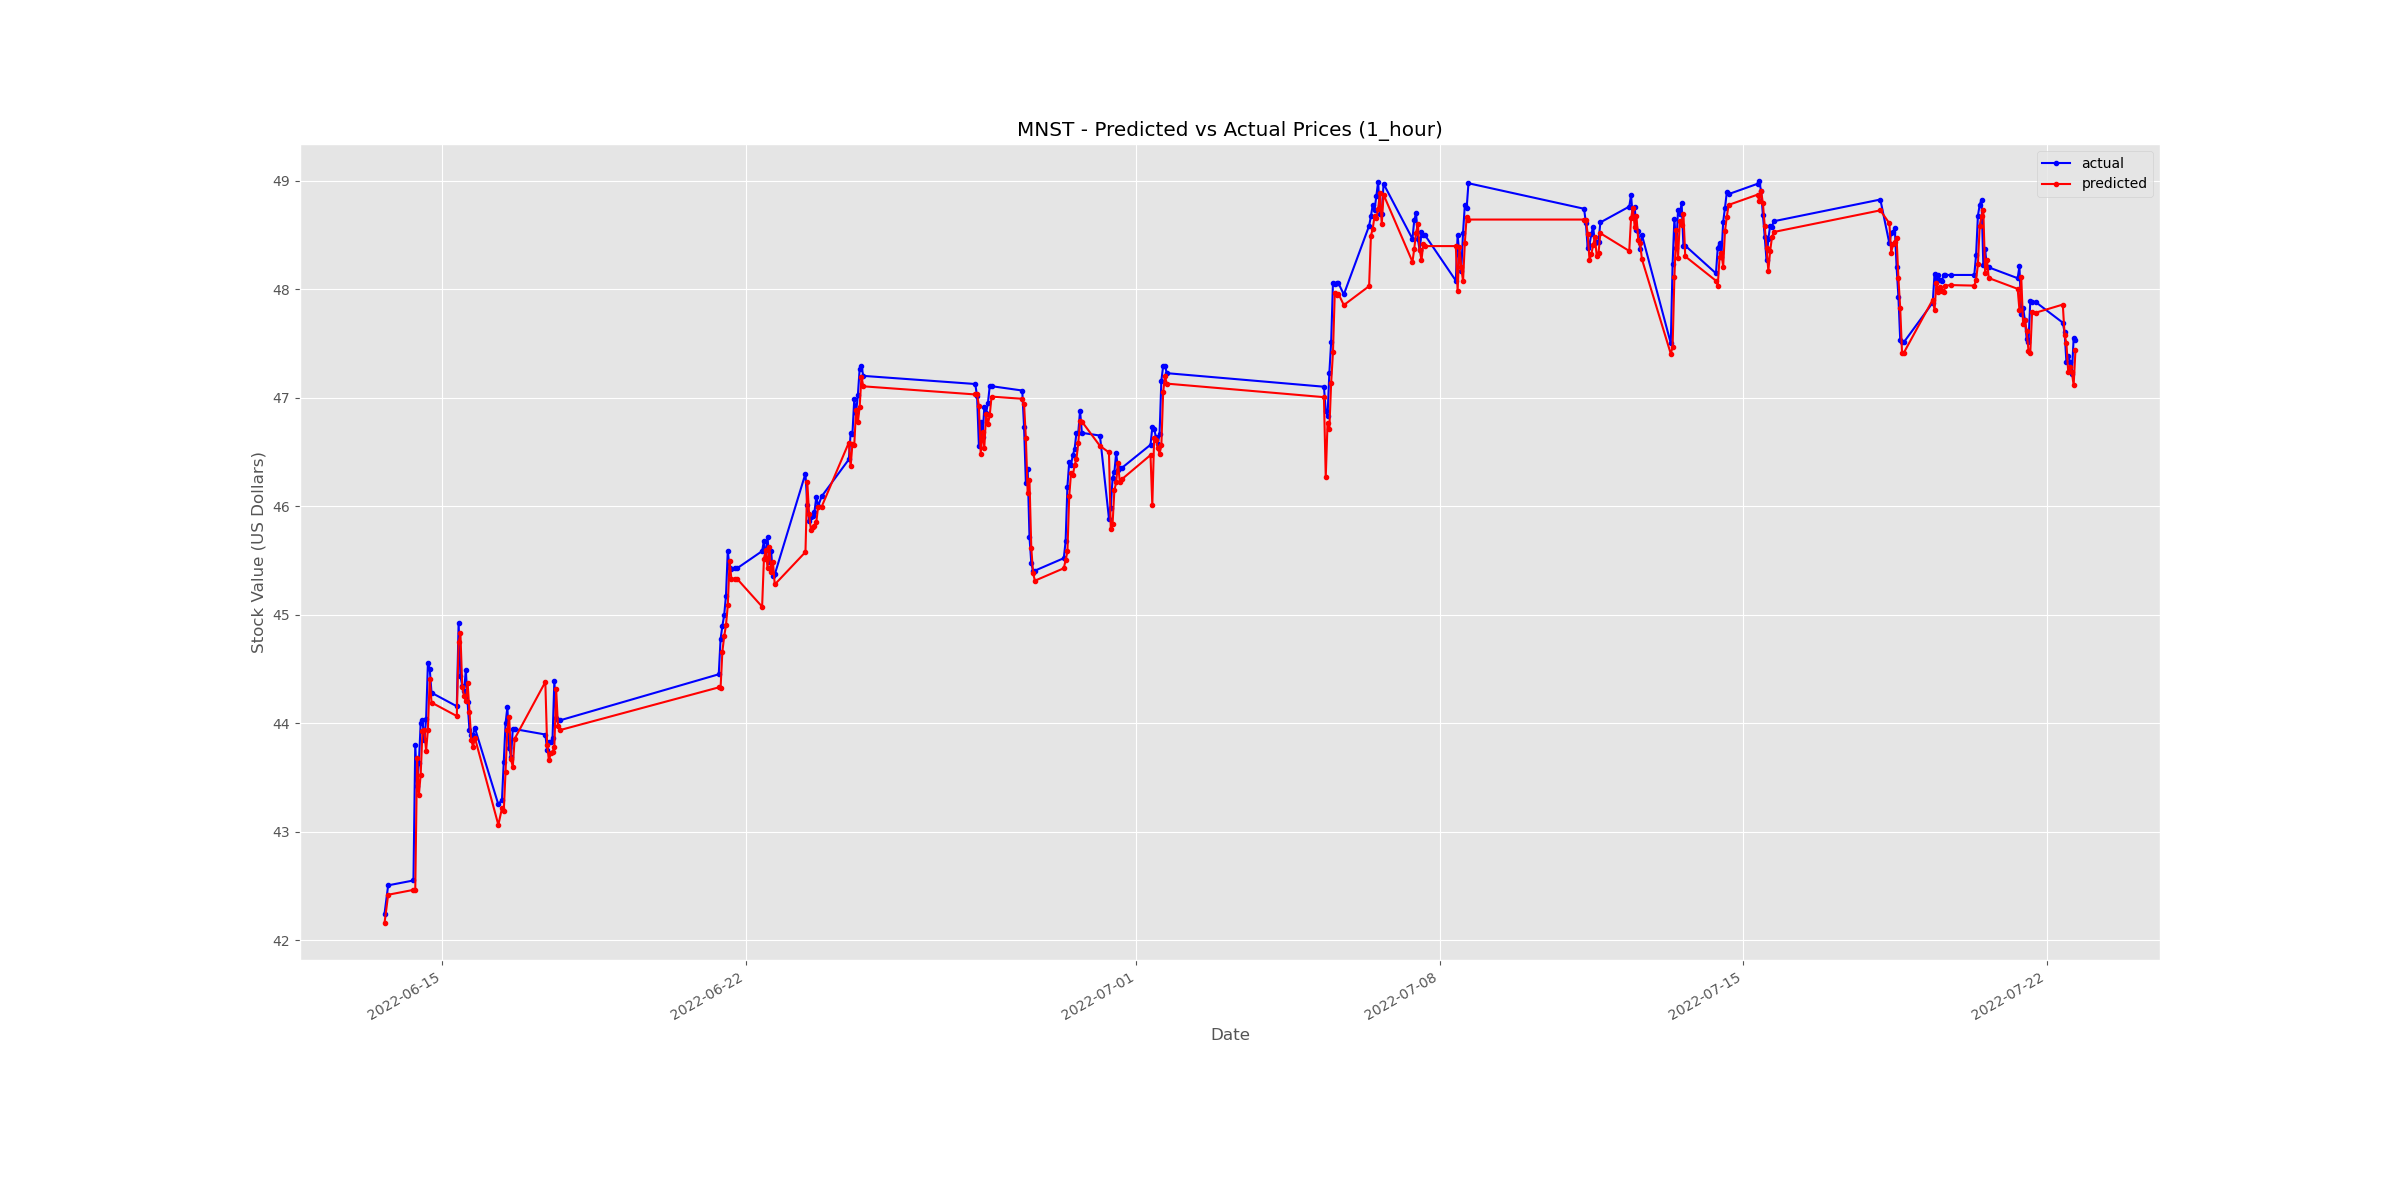 MNST - Predicted vs Actual Prices (1_hour)
actual
predicted
49
48
47
46
45
44
43
42
Stock Value (US Dollars)
2022-06-15
2022-06-22
2022-07-01
2022-07-08
2022-07-15
2022-07-22
Date